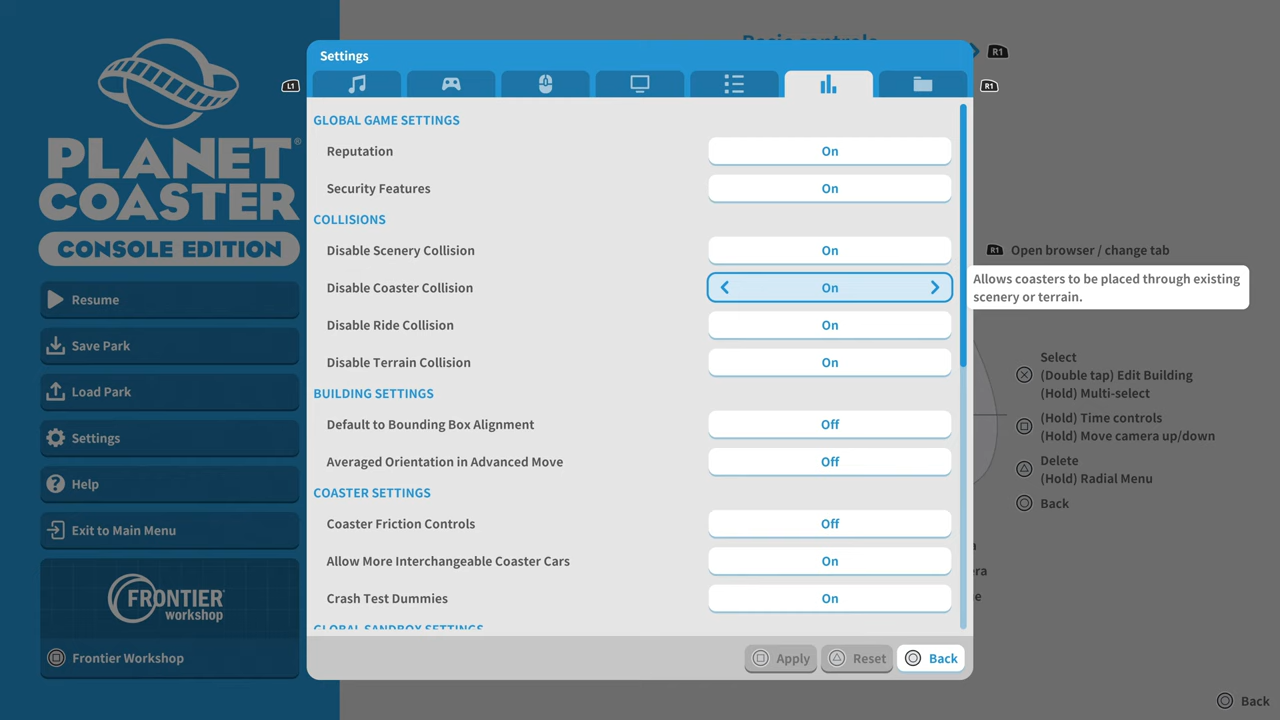 PLANET
COASTER®
CONSOLE EDITION
Resume
Save Park
Load Park
Settings
Help
Exit to Main Menu
FRONTIER
workshop
Frontier Workshop
Basic controls
R1
Settings
L1
R1
GLOBAL GAME SETTINGS
Reputation On
Security Features On
COLLISIONS
Disable Scenery Collision On
Disable Coaster Collision On
Disable Ride Collision On
Disable Terrain Collision On
BUILDING SETTINGS
Default to Bounding Box Alignment Off
Averaged Orientation in Advanced Move Off
COASTER SETTINGS
Coaster Friction Controls Off
Allow More Interchangeable Coaster Cars On
Crash Test Dummies On
GLOBAL SANDBOX SETTINGS
Apply Reset Back
R1 Open browser / change tab
Allows coasters to be placed through existing
scenery or terrain.
Select
(Double tap) Edit Building
(Hold) Multi-select
(Hold) Time controls
(Hold) Move camera up/down
Delete
(Hold) Radial Menu
Back
Back